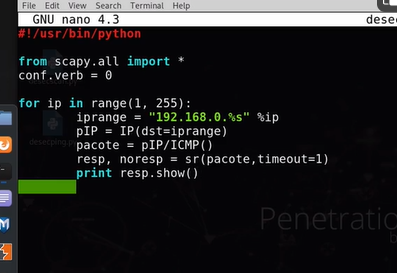 File Edit View Search Terminal Help
GNU nano 4.3
#!/usr/bin/python
from scapy.all import *
conf.verb = 0
for ip in range(1, 255):
iprange = "192.168.0.%s" %ip
pIP = IP(dst=iprange)
pacote = pIP/ICMP()
resp, noresp = sr(pacote,timeout=1)
print resp.show()
Penetratio